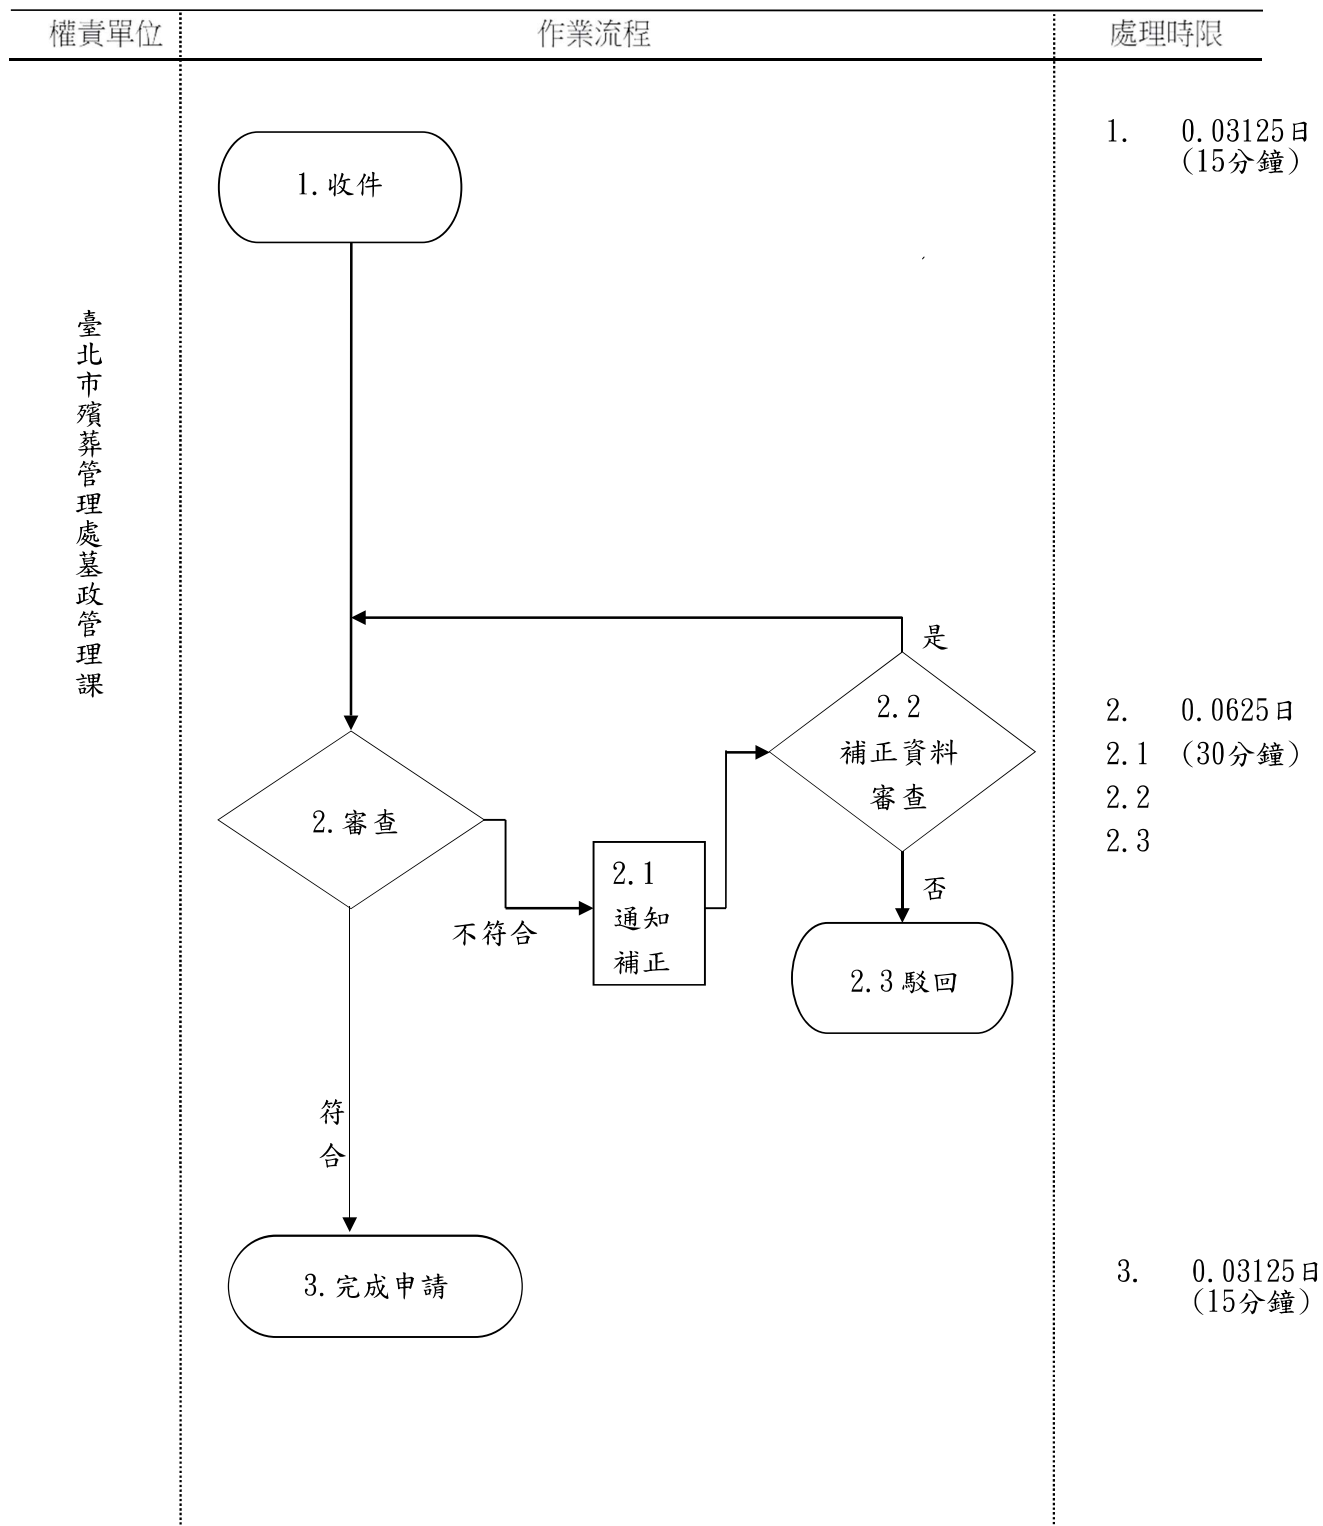 權責單位
作業流程
處理時限
臺北市殯葬管理處墓政管理課
1.收件
1. 0.03125日
(15分鐘)
是
2.2
補正資料
審查
2. 0.0625日
2.1 (30分鐘)
2.2
2.3
2.審查
不符合
2.1
通知
補正
否
2.3駁回
符
合
3.完成申請
3. 0.03125日
(15分鐘)